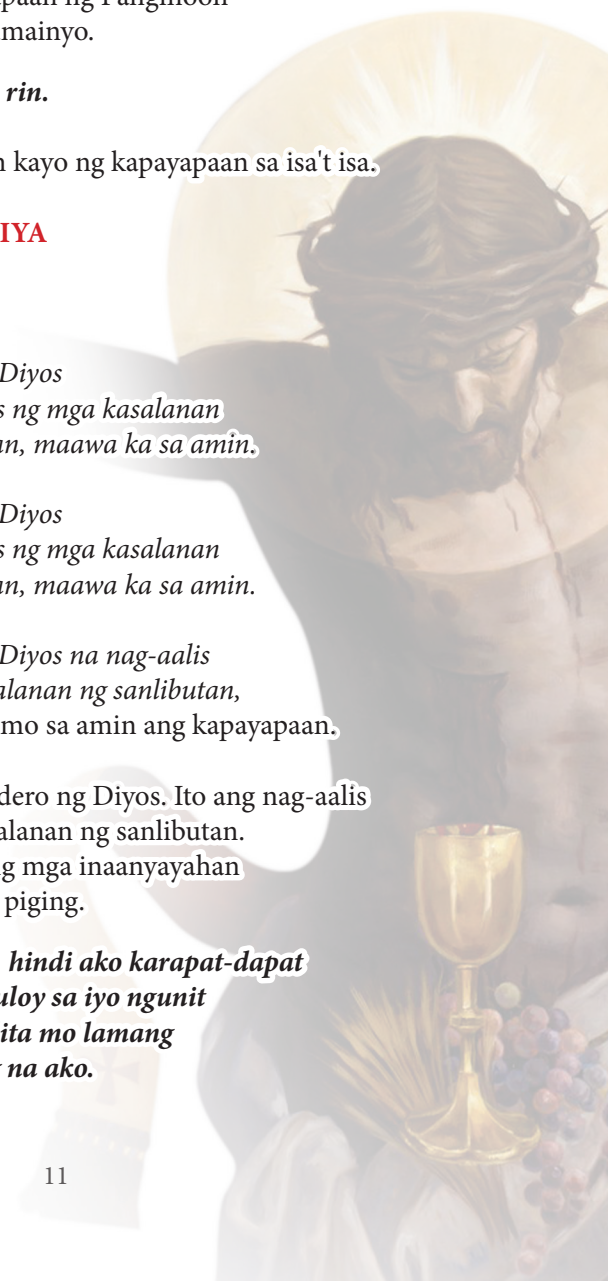 paan ng Panginoon
mainyo.
rin.
n kayo ng kapayapaan sa isa't isa.
IYA
Diyos
s ng mga kasalanan
an, maawa ka sa amin.
Diyos
s ng mga kasalanan
an, maawa ka sa amin.
Diyos na nag-aalis
alanan ng sanlibutan,
mo sa amin ang kapayapaan.
dero ng Diyos. Ito ang nag-aalis
alanan ng sanlibutan.
g mga inaanyayahan
piging.
hindi ako karapat-dapat
uloy sa iyo ngunit
ita mo lamang
na ako.
11